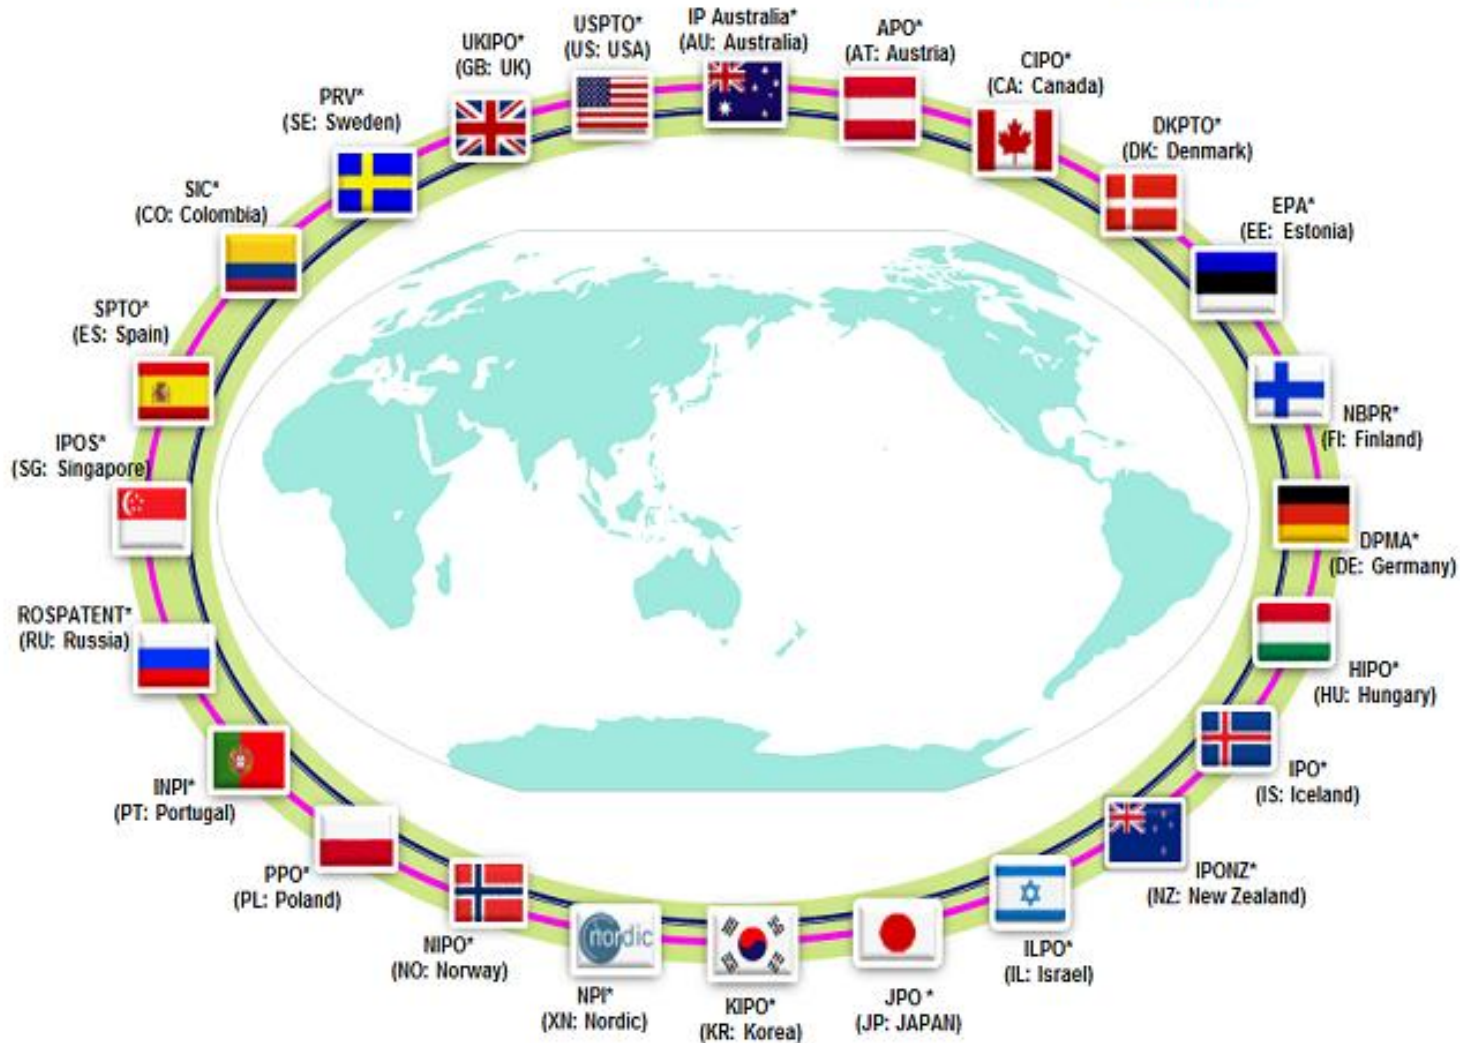 IP Australia*
(AU: Australia)
APO*
(AT: Austria)
CIPO*
(CA: Canada)
DKPTO*
(DK: Denmark)
EPA*
(EE: Estonia)
NBPR*
(FI: Finland)
DPMA*
(DE: Germany)
HIPO*
(HU: Hungary)
IPO*
(IS: Iceland)
IPONZ*
(NZ: New Zealand)
ILPO*
(IL: Israel)
JPO *
(JP: JAPAN)
KIPO*
(KR: Korea)
nordic
NPI*
(XN: Nordic)
NIPO*
(NO: Norway)
PPO*
(PL: Poland)
INPI*
(PT: Portugal)
ROSPATENT*
(RU: Russia)
IPOS*
(SG: Singapore)
SPTO*
(ES: Spain)
SIC*
(CO: Colombia)
PRV*
(SE: Sweden)
UKIPO*
(GB: UK)
USPTO*
(US: USA)